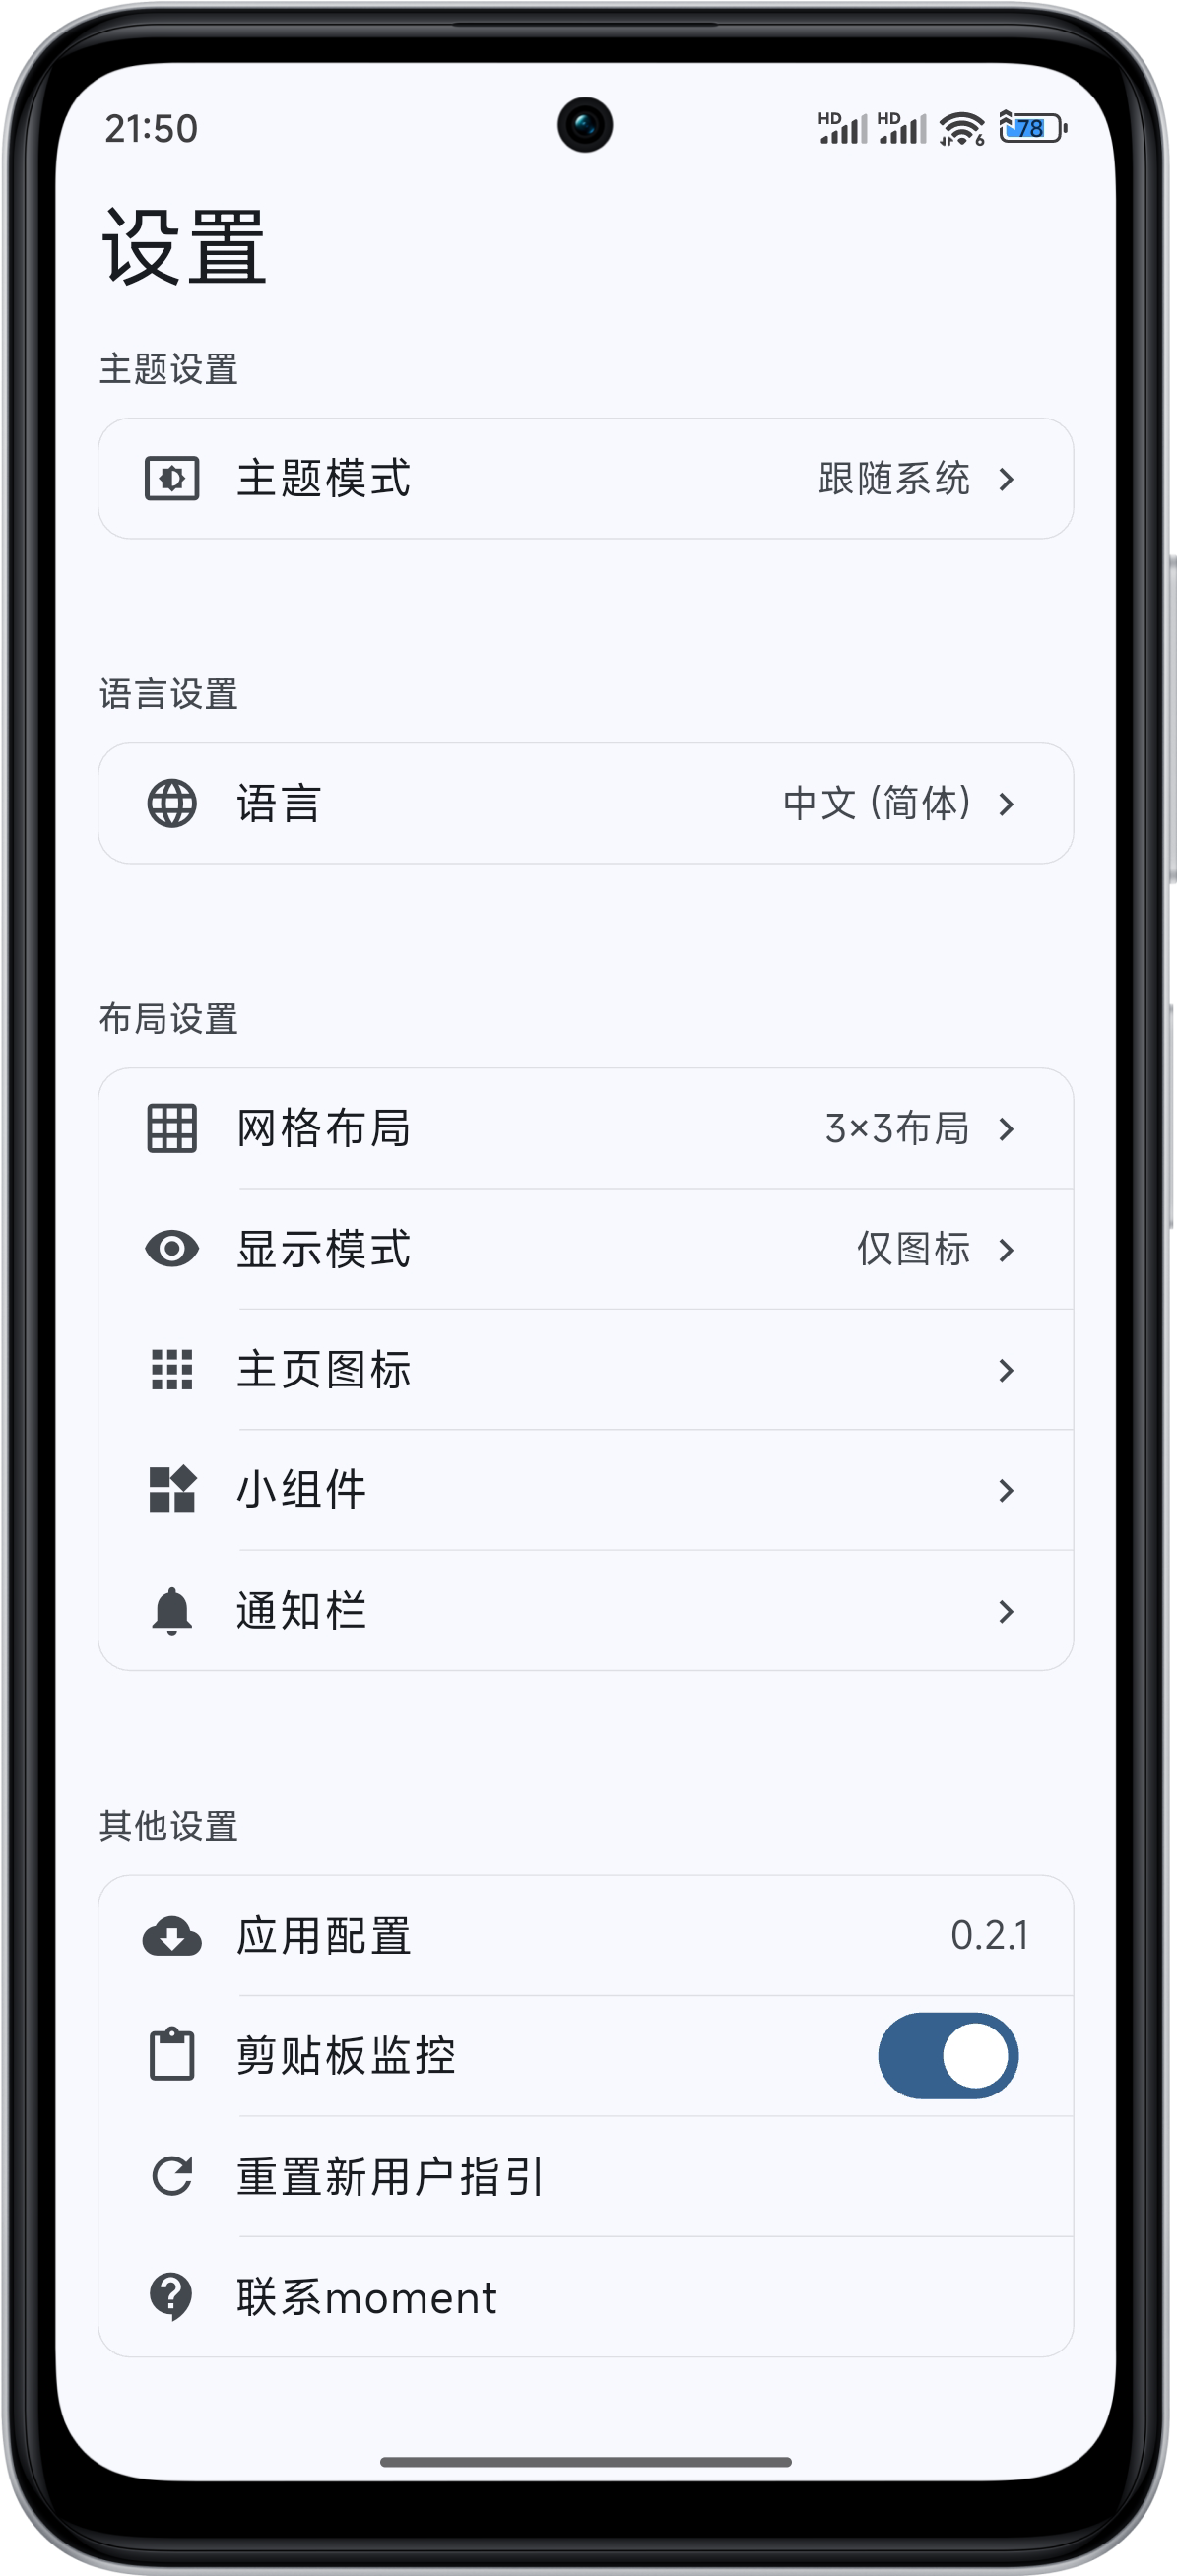 21:50
HD HD 6 78
设置
主题设置
主题模式 跟随系统
语言设置
语言 中文 (简体)
布局设置
网格布局 3×3布局
显示模式 仅图标
主页图标
小组件
通知栏
其他设置
应用配置 0.2.1
剪贴板监控
重置新用户指引
联系moment